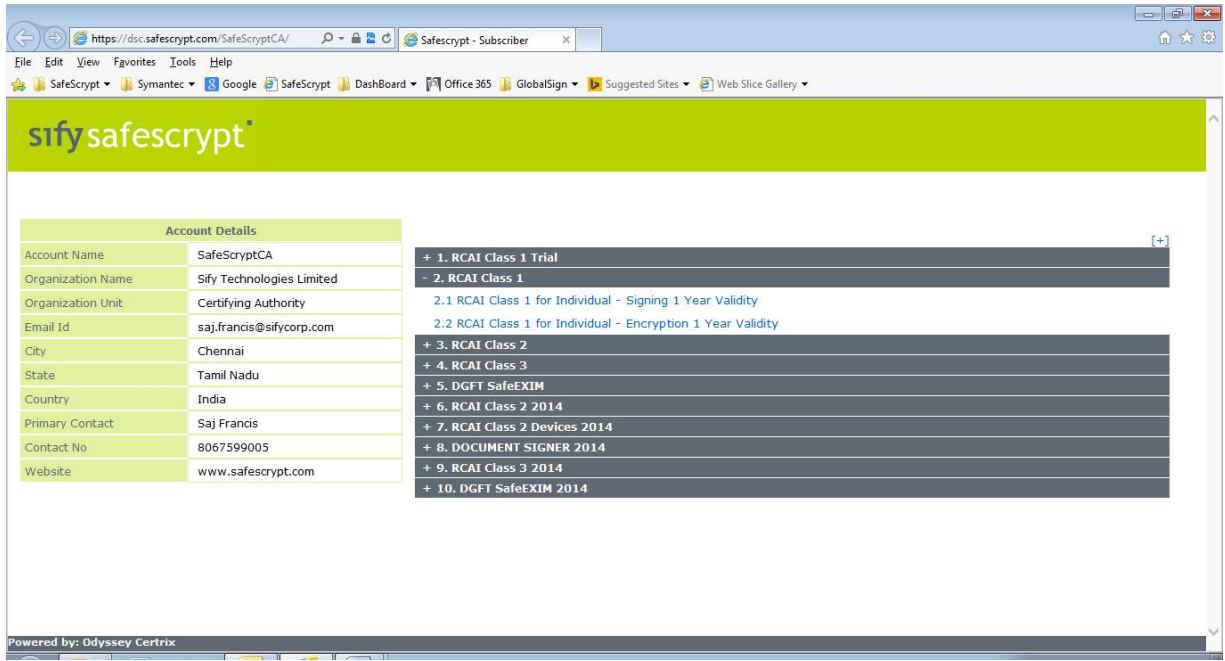 https://dsc.safescrypt.com/SafeScryptCA/
Safescrypt - Subscriber
File Edit View Favorites Tools Help
SafeScrypt Symantec Google SafeScrypt DashBoard Office 365 GlobalSign Suggested Sites Web Slice Gallery
sify safescrypt
Account Details
Account Name SafeScryptCA
Organization Name Sify Technologies Limited
Organization Unit Certifying Authority
Email Id saj.francis@sifycorp.com
City Chennai
State Tamil Nadu
Country India
Primary Contact Saj Francis
Contact No 8067599005
Website www.safescrypt.com
[+]
+ 1. RCAI Class 1 Trial
- 2. RCAI Class 1
2.1 RCAI Class 1 for Individual - Signing 1 Year Validity
2.2 RCAI Class 1 for Individual - Encryption 1 Year Validity
+ 3. RCAI Class 2
+ 4. RCAI Class 3
+ 5. DGFT SafeEXIM
+ 6. RCAI Class 2 2014
+ 7. RCAI Class 2 Devices 2014
+ 8. DOCUMENT SIGNER 2014
+ 9. RCAI Class 3 2014
+ 10. DGFT SafeEXIM 2014
Powered by: Odyssey Certrix